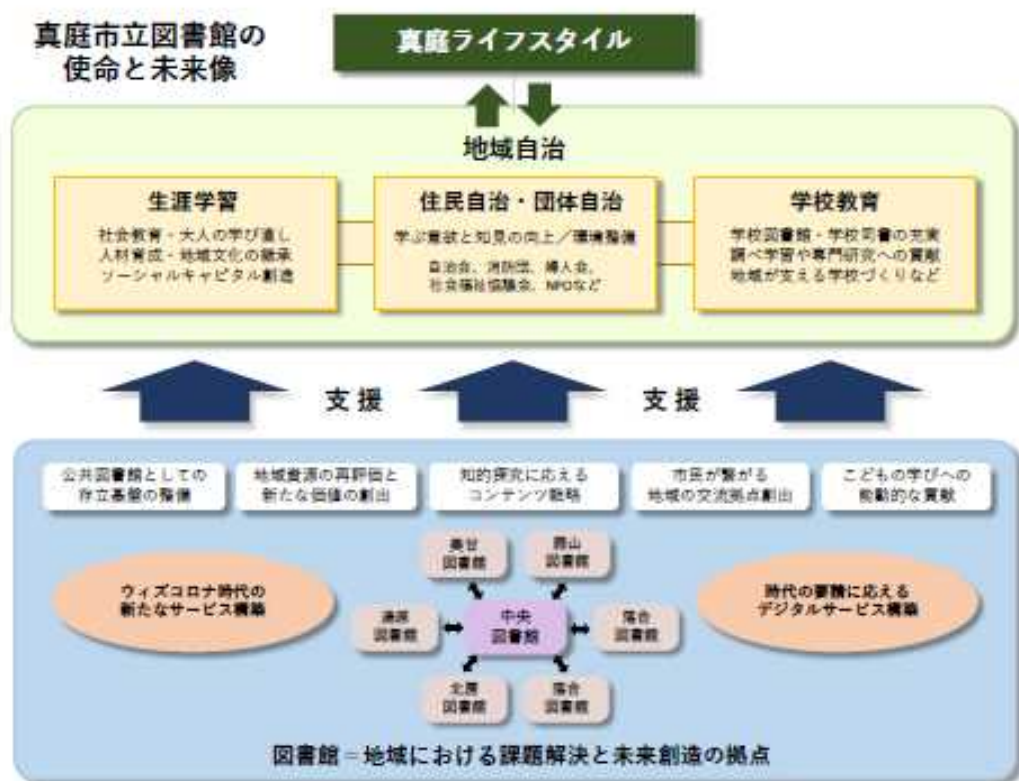 真庭市立図書館の
使命と未来像
真庭ライフスタイル
地域自治
生涯学習
社会教育・大人の学び直し
人材育成・地域文化の継承
ソーシャルキャピタル創造
住民自治・団体自治
学ぶ意欲と知見の向上／環境整備
自治会、消防団、婦人会、
社会福祉協議会、NPOなど
学校教育
学校図書館・学校司書の充実
調べ学習や専門研究への貢献
地域が支える学校づくりなど
支援
支援
公共図書館としての
存立基盤の整備
地域資源の再評価と
新たな価値の創出
知的探究に応える
コンテンツ戦略
市民が繋がる
地域の交流拠点創出
こどもの学びへの
能動的な貢献
ウィズコロナ時代の
新たなサービス構築
美甘
図書館
図書館
図書館
中央
図書館
落合
図書館
北房
図書館
落合
図書館
時代の要請に応える
デジタルサービス構築
図書館＝地域における課題解決と未来創造の拠点